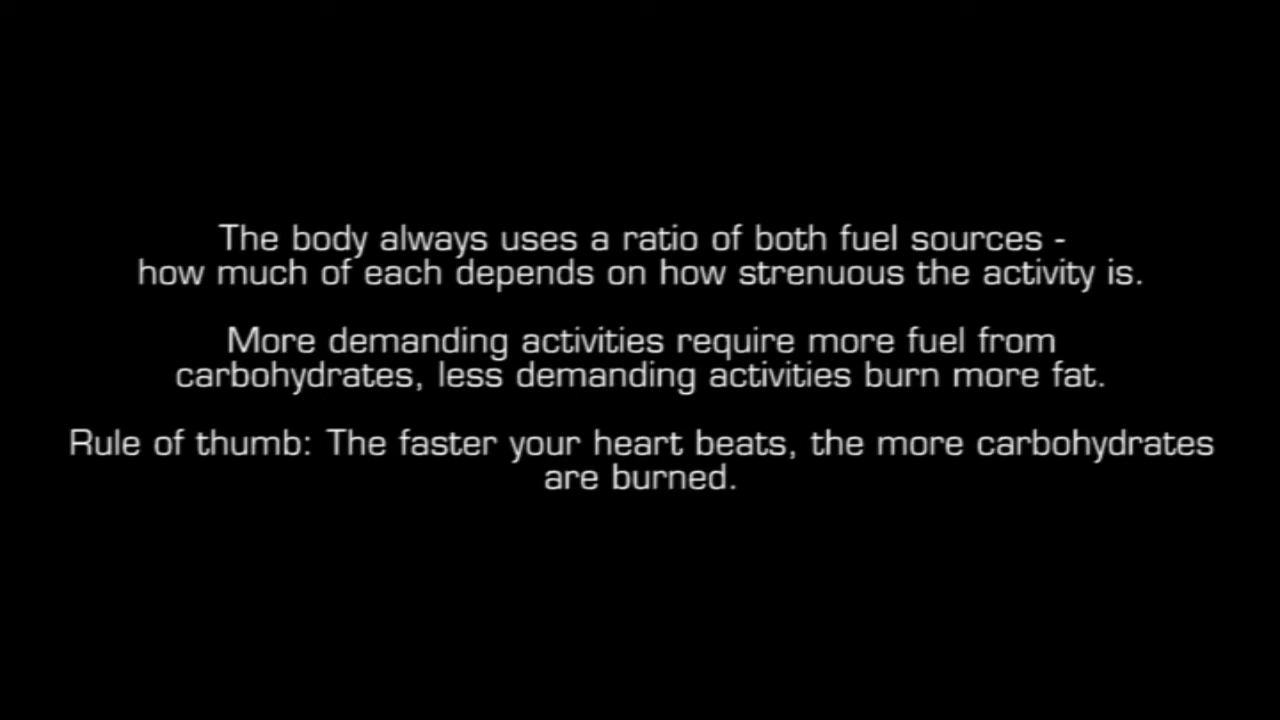 The body always uses a ratio of both fuel sources -
how much of each depends on how strenuous the activity is.
More demanding activities require more fuel from
carbohydrates, less demanding activities burn more fat.
Rule of thumb: The faster your heart beats, the more carbohydrates
are burned.